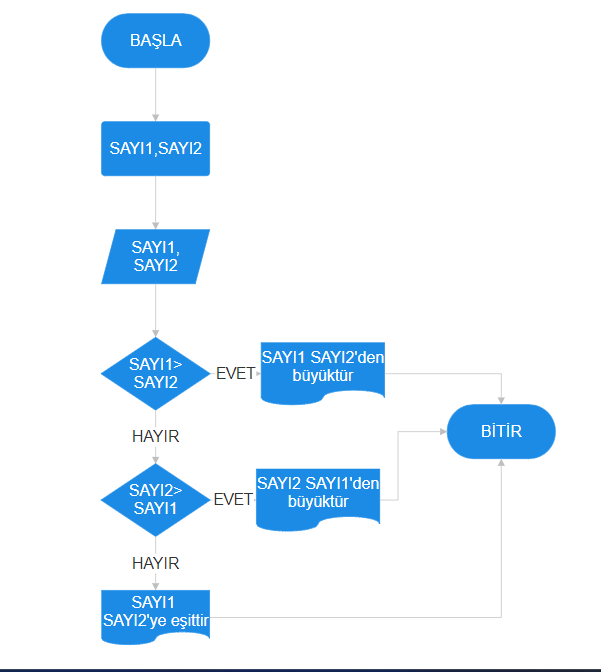 BAŞLA
SAYI1,SAYI2
SAYI1,
SAYI2
SAYI1>
SAYI2
EVET
SAYI1 SAYI2'den
büyüktür
BİTİR
HAYIR
SAYI2>
SAYI1
EVET
SAYI2 SAYI1'den
büyüktür
HAYIR
SAYI1
SAYI2'ye eşittir